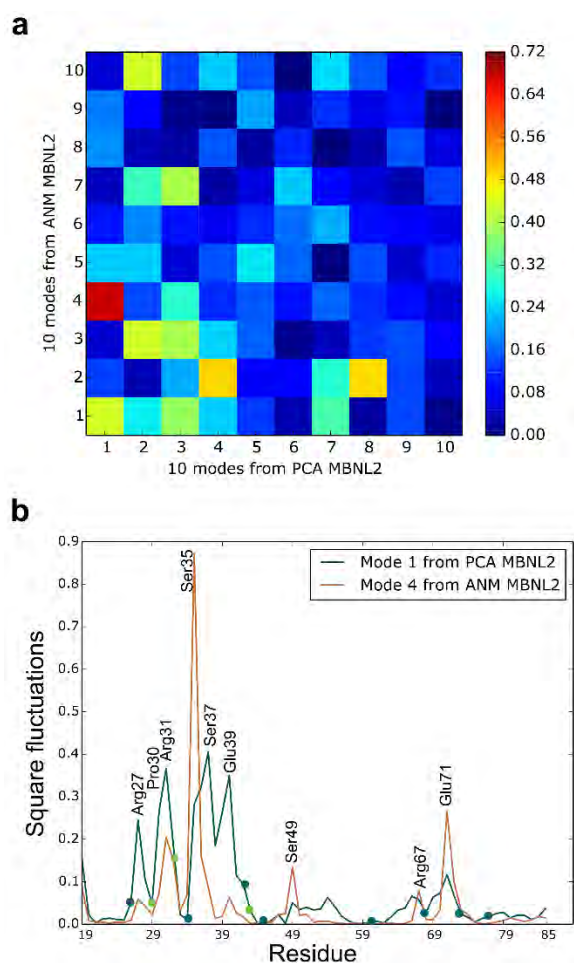 a
10 modes from ANM MBNL2
10
9
8
7
6
5
4
3
2
1
1 2 3 4 5 6 7 8 9 10
10 modes from PCA MBNL2
0.72
0.64
0.56
0.48
0.40
0.32
0.24
0.16
0.08
0.00
b
Square fluctuations
0.9
0.8
0.7
0.6
0.5
0.4
0.3
0.2
0.1
0.0
Mode 1 from PCA MBNL2
Mode 4 from ANM MBNL2
Arg27
Pro30
Arg31
Ser35
Ser37
Glu39
Ser49
Arg67
Glu71
19 29 39 49 59 69 79 85
Residue